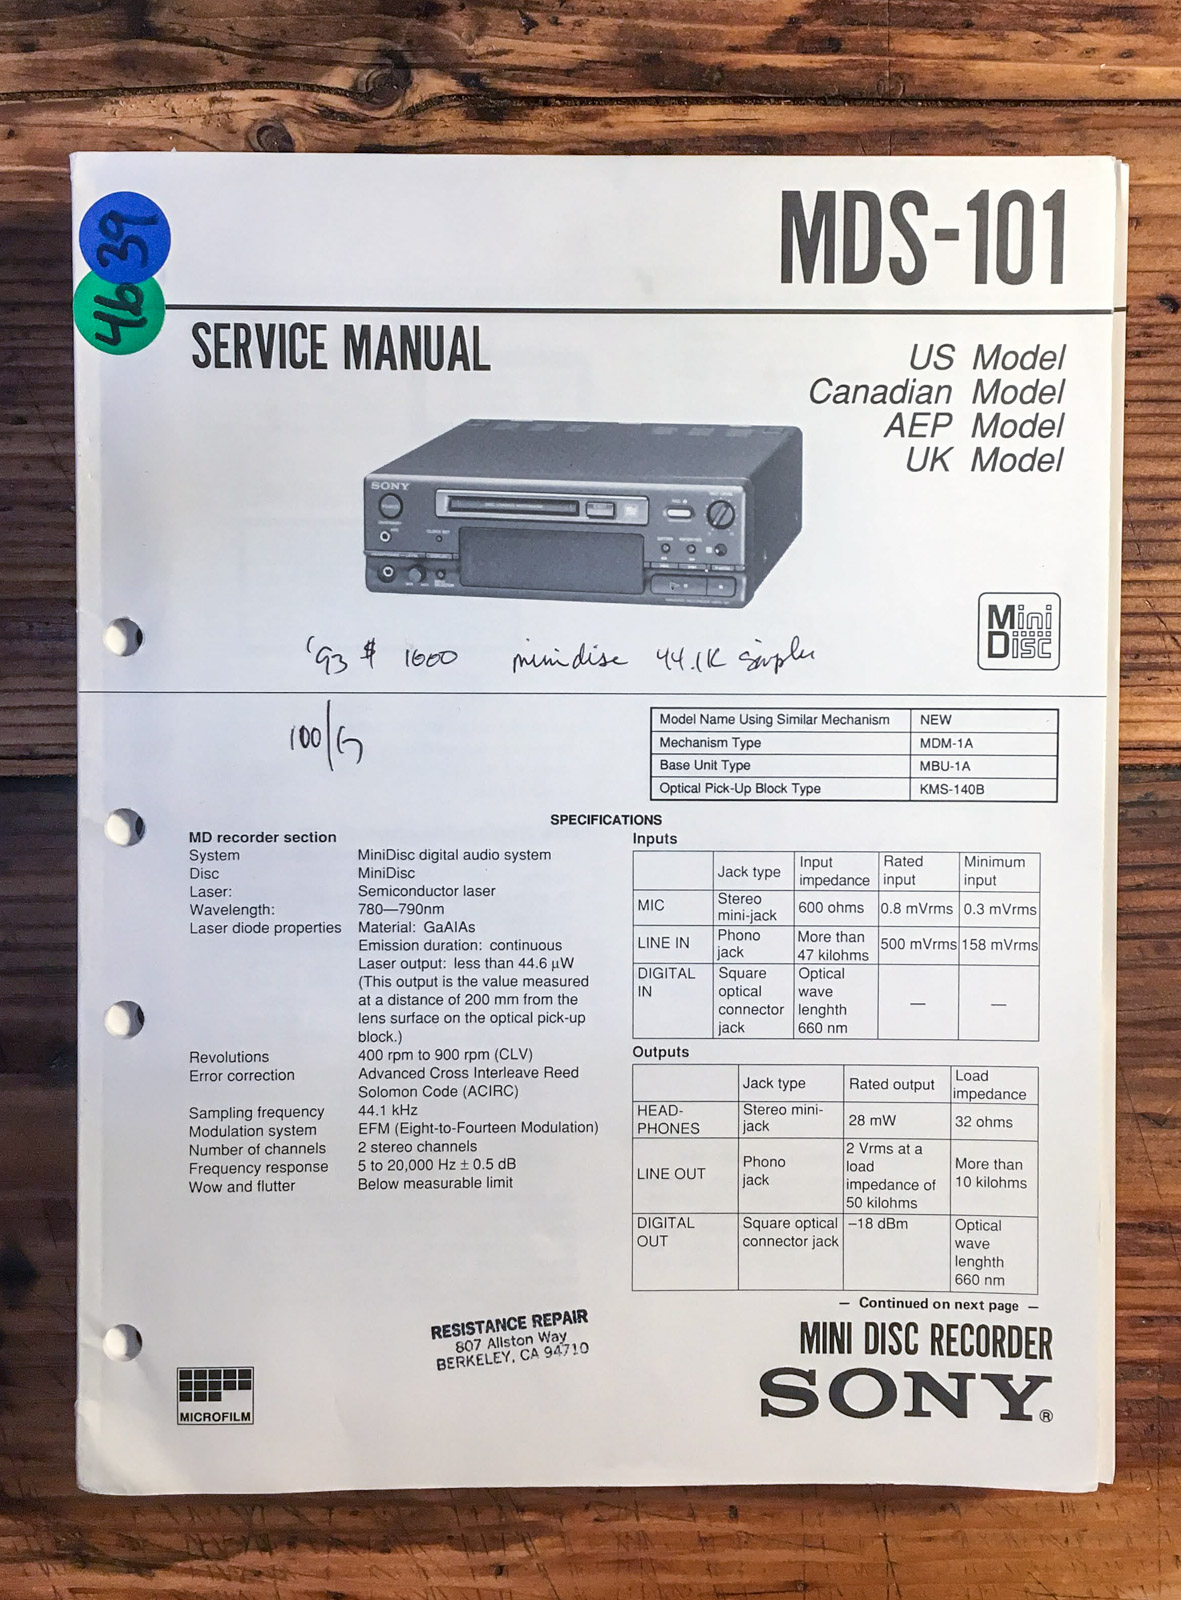 MDS-101
39
46
SERVICE MANUAL
US Model
Canadian Model
AEP Model
UK Model
SONY
Mini
Disc
'93 $ 1600 minidisc 44.1K
100/G
Model Name Using Similar Mechanism NEW
Mechanism Type MDM-1A
Base Unit Type MBU-1A
Optical Pick-Up Block Type KMS-140B
SPECIFICATIONS
MD recorder section
System MiniDisc digital audio system
Disc MiniDisc
Laser: Semiconductor laser
Wavelength: 780—790nm
Laser diode properties Material: GaAlAs
Emission duration: continuous
Laser output: less than 44.6 μW
(This output is the value measured
at a distance of 200 mm from the
lens surface on the optical pick-up
block.)
Revolutions 400 rpm to 900 rpm (CLV)
Error correction Advanced Cross Interleave Reed
Solomon Code (ACIRC)
Sampling frequency 44.1 kHz
Modulation system EFM (Eight-to-Fourteen Modulation)
Number of channels 2 stereo channels
Frequency response 5 to 20,000 Hz ± 0.5 dB
Wow and flutter Below measurable limit
Inputs
Jack type Input impedance Rated input Minimum input
MIC Stereo mini-jack 600 ohms 0.8 mVrms 0.3 mVrms
LINE IN Phono jack More than 47 kilohms 500 mVrms 158 mVrms
DIGITAL IN Square optical connector jack Optical wave lenghth 660 nm — —
Outputs
Jack type Rated output Load impedance
HEAD-PHONES Stereo mini-jack 28 mW 32 ohms
LINE OUT Phono jack 2 Vrms at a load impedance of 50 kilohms More than 10 kilohms
DIGITAL OUT Square optical connector jack –18 dBm Optical wave lenghth 660 nm
— Continued on next page —
RESISTANCE REPAIR
807 Allston Way
BERKELEY, CA 94710
MINI DISC RECORDER
SONY®
MICROFILM